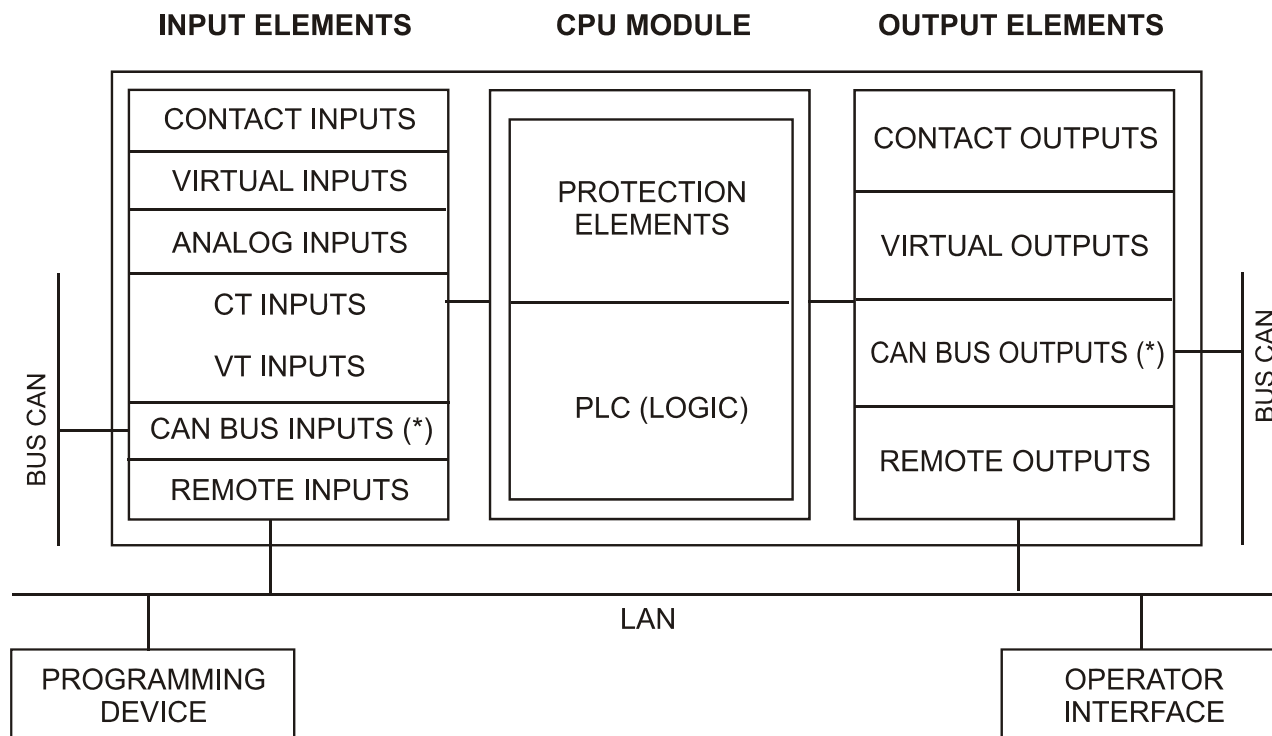 INPUT ELEMENTS
CPU MODULE
OUTPUT ELEMENTS
CONTACT INPUTS
VIRTUAL INPUTS
ANALOG INPUTS
CT INPUTS
VT INPUTS
CAN BUS INPUTS (*)
REMOTE INPUTS
PROTECTION
ELEMENTS
PLC (LOGIC)
CONTACT OUTPUTS
VIRTUAL OUTPUTS
CAN BUS OUTPUTS (*)
REMOTE OUTPUTS
BUS CAN
BUS CAN
LAN
PROGRAMMING
DEVICE
OPERATOR
INTERFACE